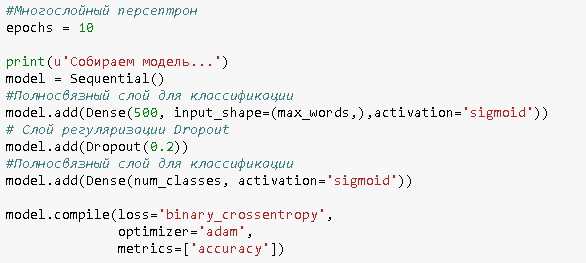 #Многослойный персептрон
epochs = 10
print(u'Собираем модель...')
model = Sequential()
#Полносвязный слой для классификации
model.add(Dense(500, input_shape=(max_words,),activation='sigmoid'))
# Слой регуляризации Dropout
model.add(Dropout(0.2))
#Полносвязный слой для классификации
model.add(Dense(num_classes, activation='sigmoid'))
model.compile(loss='binary_crossentropy',
optimizer='adam',
metrics=['accuracy'])